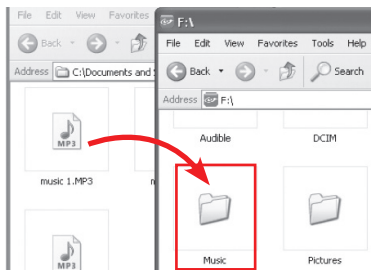 File Edit View Favorites
Back
Address C:\Documents and
MP3
music 1.MP3
MP3
F:\
File Edit View Favorites Tools Help
Back Search
Address F:\
Audible DCIM
Music Pictures